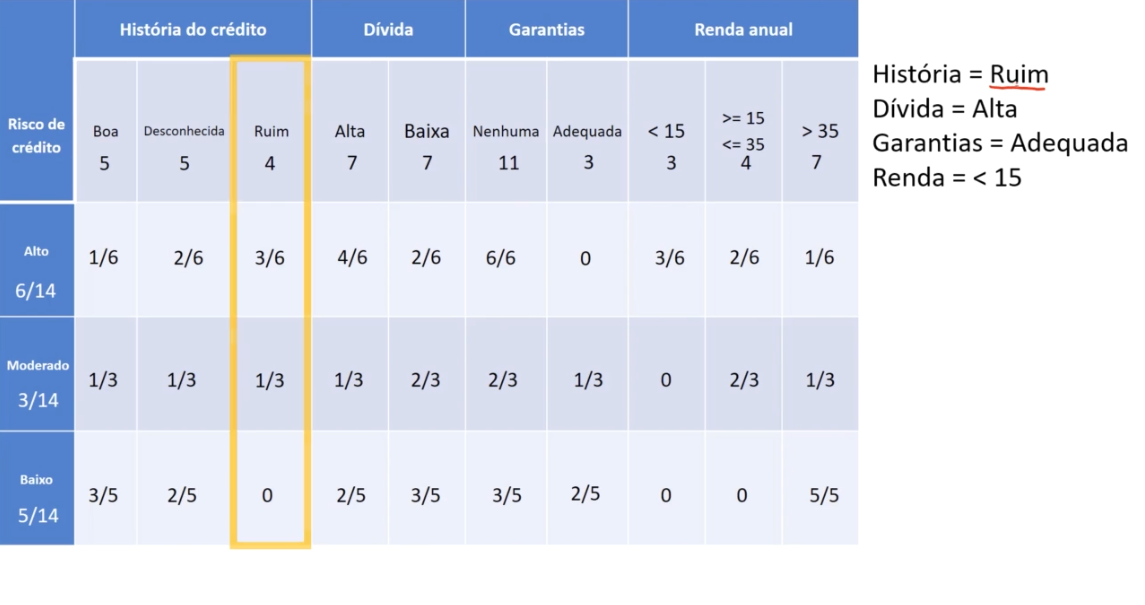 História do crédito Dívida Garantias Renda anual
Risco de crédito
Boa Desconhecida Ruim Alta Baixa Nenhuma Adequada < 15 >= 15 <= 35 > 35
5 5 4 7 7 11 3 3 4 7
Alto
6/14
1/6 2/6 3/6 4/6 2/6 6/6 0 3/6 2/6 1/6
Moderado
3/14
1/3 1/3 1/3 1/3 2/3 2/3 1/3 0 2/3 1/3
Baixo
5/14
3/5 2/5 0 2/5 3/5 3/5 2/5 0 0 5/5
História = Ruim
Dívida = Alta
Garantias = Adequada
Renda = < 15